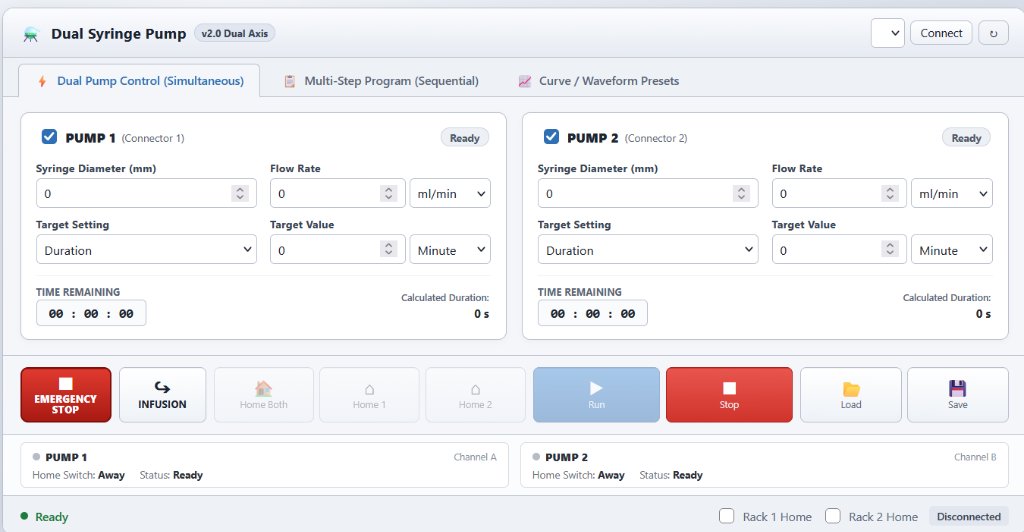 Dual Syringe Pump v2.0 Dual Axis Connect
Dual Pump Control (Simultaneous) Multi-Step Program (Sequential) Curve / Waveform Presets
PUMP 1 (Connector 1) Ready
Syringe Diameter (mm) Flow Rate
0 0 ml/min
Target Setting Target Value
Duration 0 Minute
TIME REMAINING
00 : 00 : 00
Calculated Duration:
0 s
PUMP 2 (Connector 2) Ready
Syringe Diameter (mm) Flow Rate
0 0 ml/min
Target Setting Target Value
Duration 0 Minute
TIME REMAINING
00 : 00 : 00
Calculated Duration:
0 s
EMERGENCY
STOP
INFUSION
Home Both
Home 1
Home 2
Run
Stop
Load
Save
PUMP 1 Channel A
Home Switch: Away Status: Ready
PUMP 2 Channel B
Home Switch: Away Status: Ready
Ready Rack 1 Home Rack 2 Home Disconnected